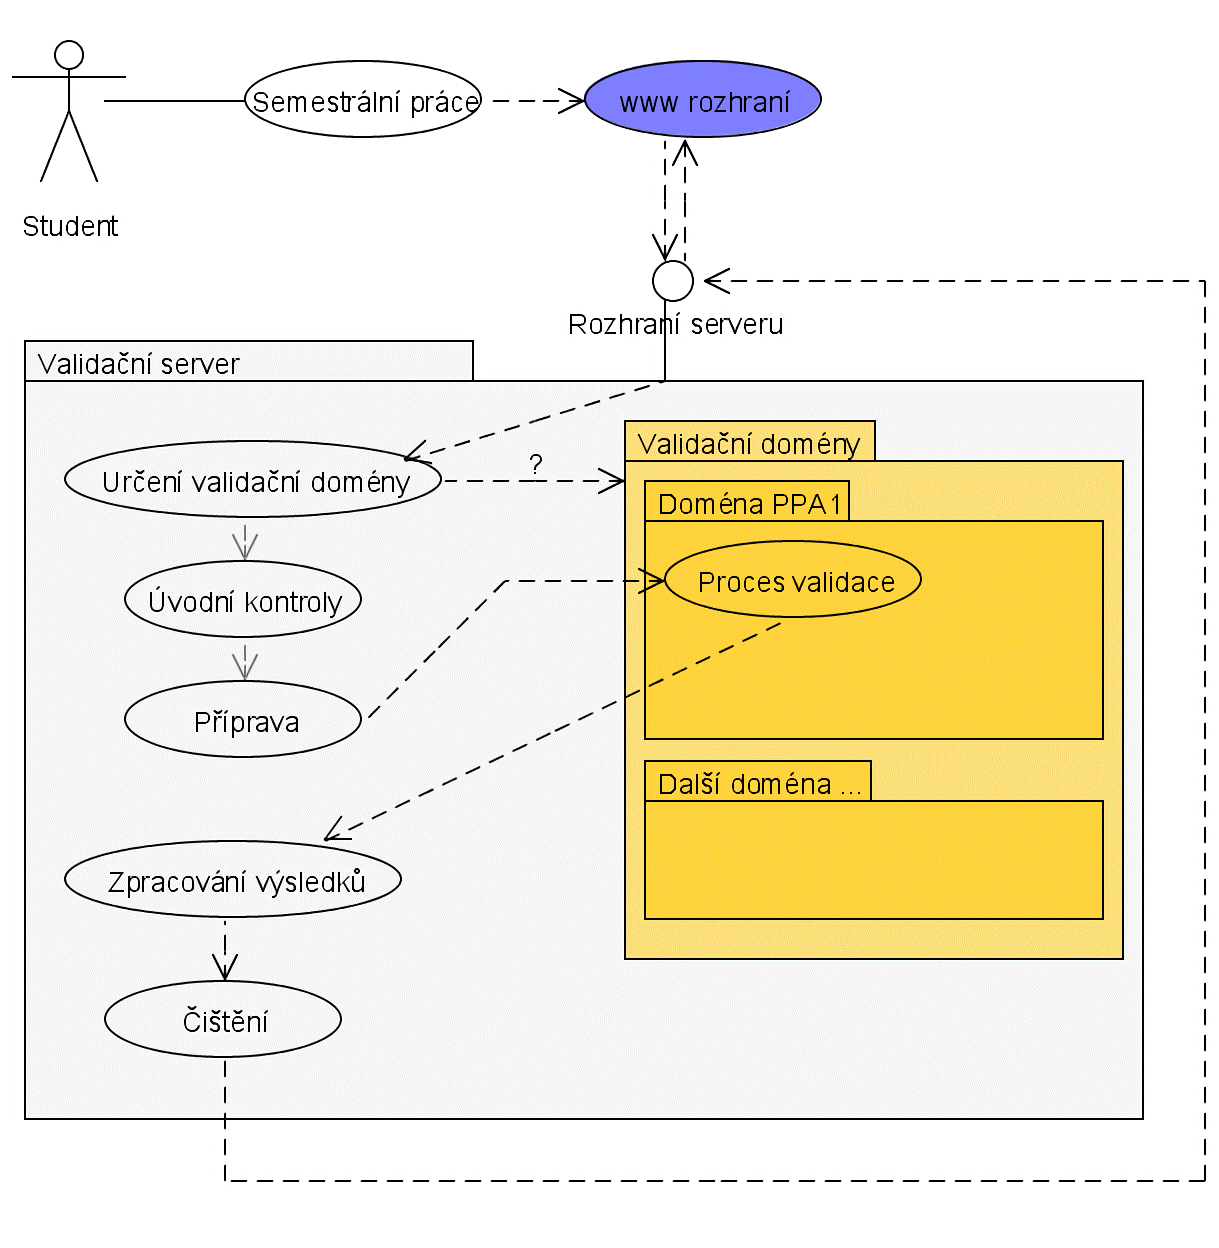 Semestrální práce
www rozhraní
Student
Rozhraní serveru
Validační server
Validační domény
Určení validační domény
?
Doména PPA1
Proces validace
Úvodní kontroly
Příprava
Další doména ...
Zpracování výsledků
Čištění